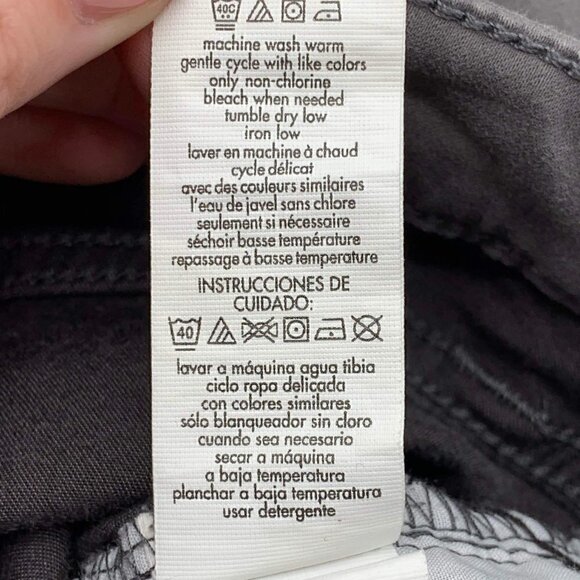 40C
machine wash warm
gentle cycle with like colors
only non-chlorine
bleach when needed
tumble dry low
iron low
laver en machine à chaud
cycle délicat
avec des couleurs similaires
l'eau de javel sans chlore
seulement si nécessaire
séchoir basse température
repassage à basse température
INSTRUCCIONES DE
CUIDADO:
40
lavar a máquina agua tibia
ciclo ropa delicada
con colores similares
sólo blanqueador sin cloro
cuando sea necesario
secar a máquina
a baja temperatura
planchar a baja temperatura
usar detergente